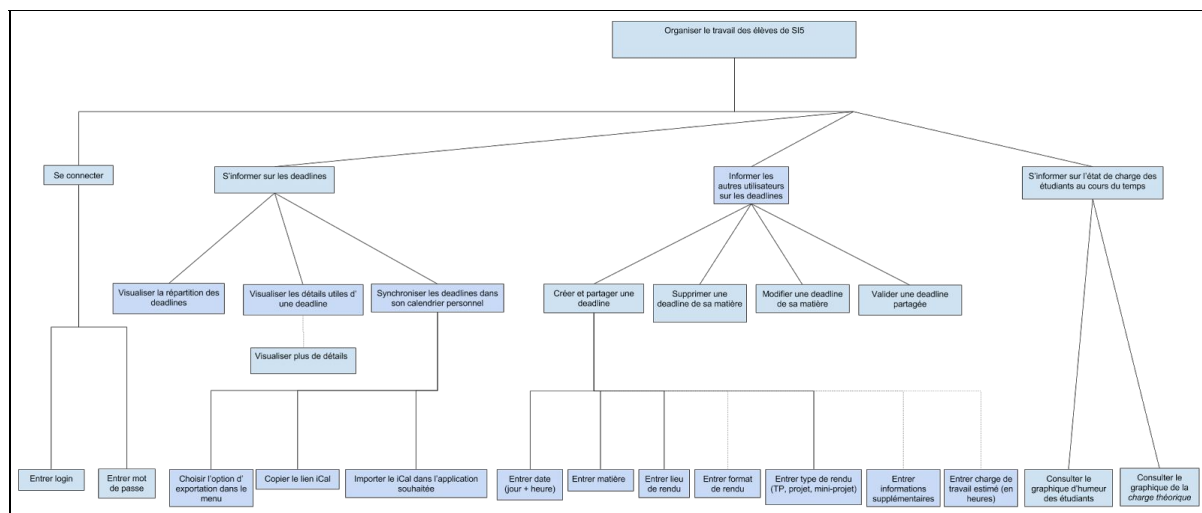 Organiser le travail des élèves de SI5
Se connecter
S'informer sur les deadlines
Informer les
autres utilisateurs
sur les deadlines
S'informer sur l'état de charge des
étudiants au cours du temps
Visualiser la répartition des
deadlines
Visualiser les détails utiles d'
une deadline
Synchroniser les deadlines dans
son calendrier personnel
Créer et partager une
deadline
Supprimer une
deadline de sa matière
Modifier une deadline
de sa matière
Valider une deadline
partagée
Visualiser plus de détails
Entrer login
Entrer mot
de passe
Choisir l'option d'
exportation dans le
menu
Copier le lien iCal
Importer le iCal dans l'application
souhaitée
Entrer date
(jour + heure)
Entrer matière
Entrer lieu
de rendu
Entrer format
de rendu
Entrer type de rendu
(TP, projet, mini-projet)
Entrer
informations
supplémentaires
Entrer charge de
travail estimé (en
heures)
Consulter le
graphique d'humeur
des étudiants
Consulter le
graphique de la
charge théorique